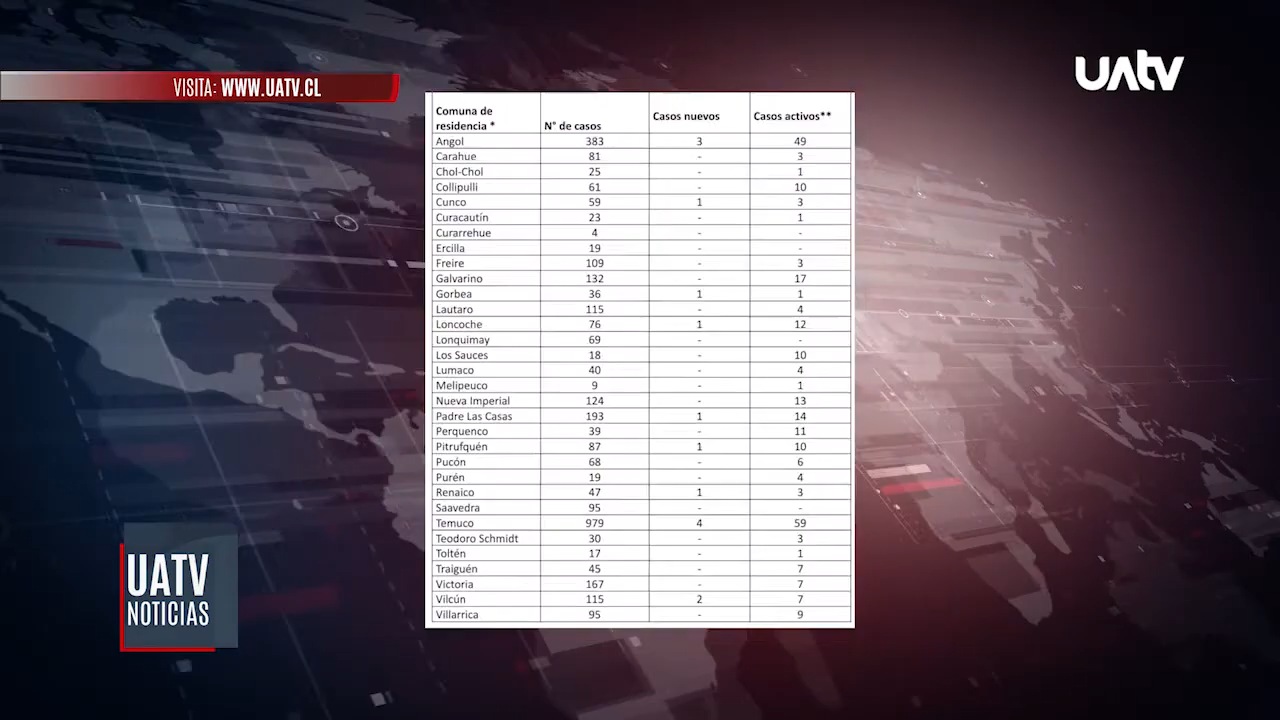 VISITA: WWW.UATV.CL
UATV
Comuna de
residencia * N° de casos Casos nuevos Casos activos**
Angol 383 3 49
Carahue 81 - 3
Chol-Chol 25 - 1
Collipulli 61 - 10
Cunco 59 1 3
Curacautín 23 - 1
Curarrehue 4 - -
Ercilla 19 - -
Freire 109 - 3
Galvarino 132 - 17
Gorbea 36 1 1
Lautaro 115 - 4
Loncoche 76 1 12
Lonquimay 69 - -
Los Sauces 18 - 10
Lumaco 40 - 4
Melipeuco 9 - 1
Nueva Imperial 124 - 13
Padre Las Casas 193 1 14
Perquenco 39 - 11
Pitrufquén 87 1 10
Pucón 68 - 6
Purén 19 - 4
Renaico 47 1 3
Saavedra 95 - -
Temuco 979 4 59
Teodoro Schmidt 30 - 3
Toltén 17 - 1
Traiguén 45 - 7
Victoria 167 - 7
Vilcún 115 2 7
Villarrica 95 - 9
UATV
NOTICIAS